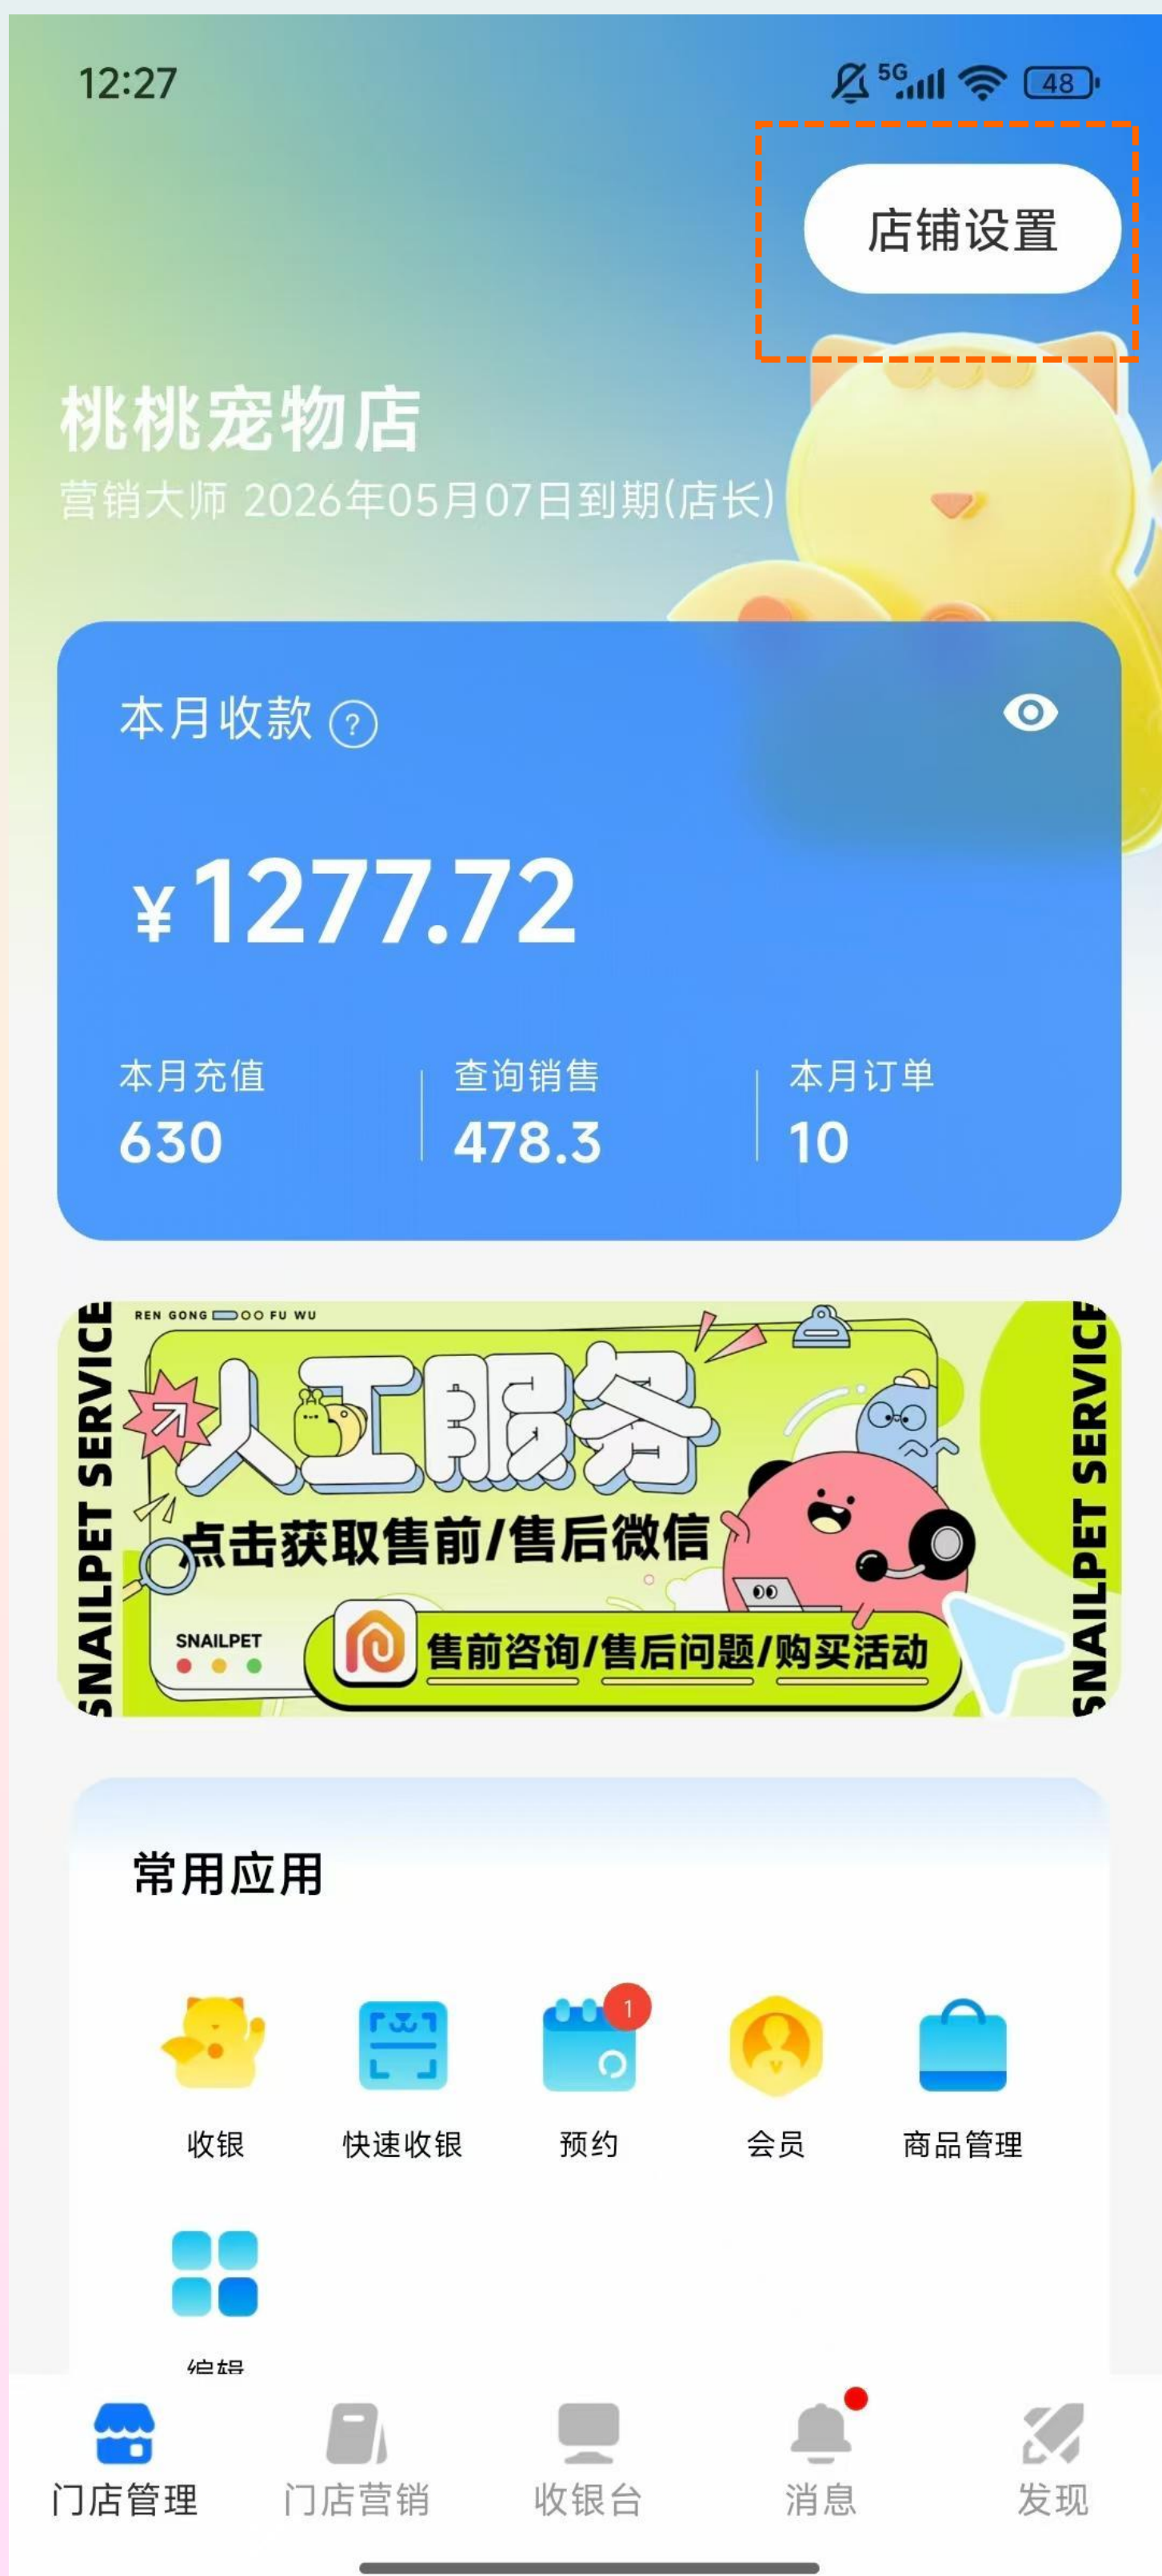 12:27
5G
48
店铺设置
桃桃宠物店
营销大师 2026年05月07日到期(店长)
本月收款 ?
¥1277.72
本月充值 查询销售 本月订单
630 478.3 10
REN GONG FU WU
SNAILPET SERVICE
人工服务
点击获取售前/售后微信
SNAILPET
售前咨询/售后问题/购买活动
SNAILPET SERVICE
常用应用
1
收银 快速收银 预约 会员 商品管理
编辑
门店管理 门店营销 收银台 消息 发现